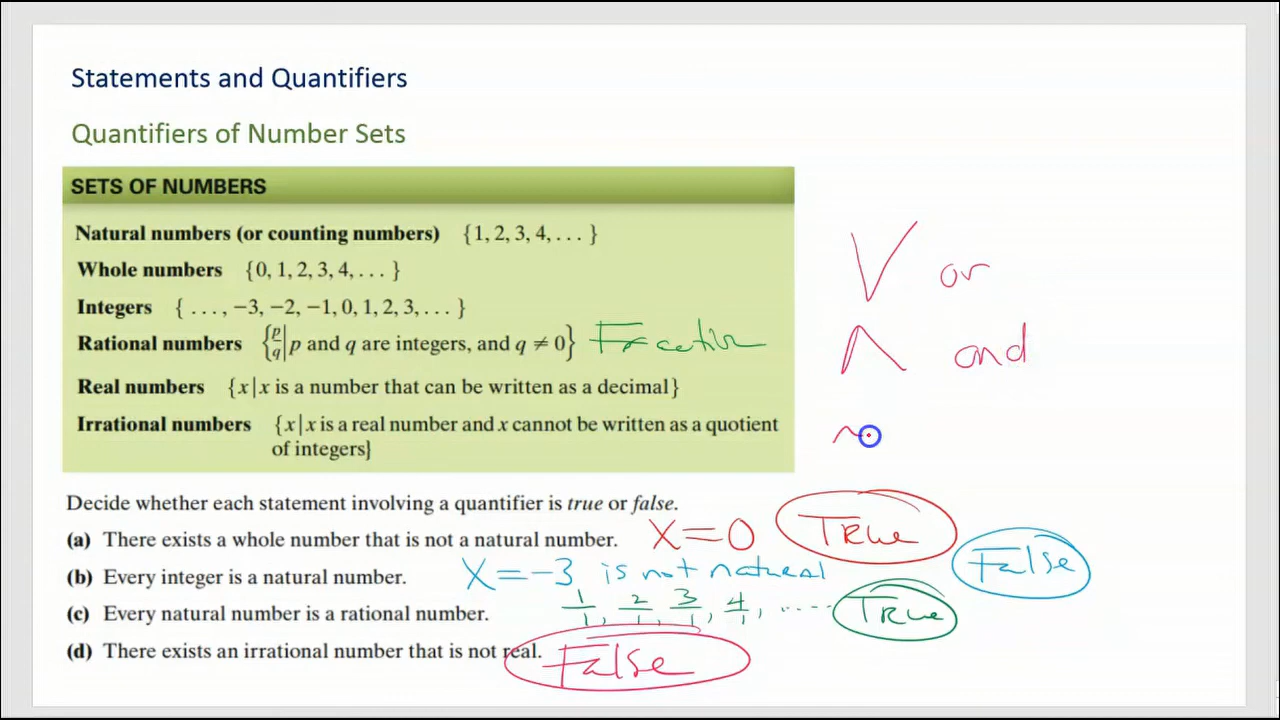 Statements and Quantifiers
Quantifiers of Number Sets
SETS OF NUMBERS
Natural numbers (or counting numbers) {1, 2, 3, 4, . . . }
Whole numbers {0, 1, 2, 3, 4, . . . }
Integers { . . . , −3, −2, −1, 0, 1, 2, 3, . . . }
Rational numbers {p/q | p and q are integers, and q ≠ 0} Fraction
Real numbers {x | x is a number that can be written as a decimal}
Irrational numbers {x | x is a real number and x cannot be written as a quotient
of integers}
∨ or
∧ and
~
Decide whether each statement involving a quantifier is true or false.
(a) There exists a whole number that is not a natural number. X=0 True
(b) Every integer is a natural number. X=-3 is not natural False
(c) Every natural number is a rational number. 1/1, 2/1, 3/1, 4/1, ..... True
(d) There exists an irrational number that is not real. False